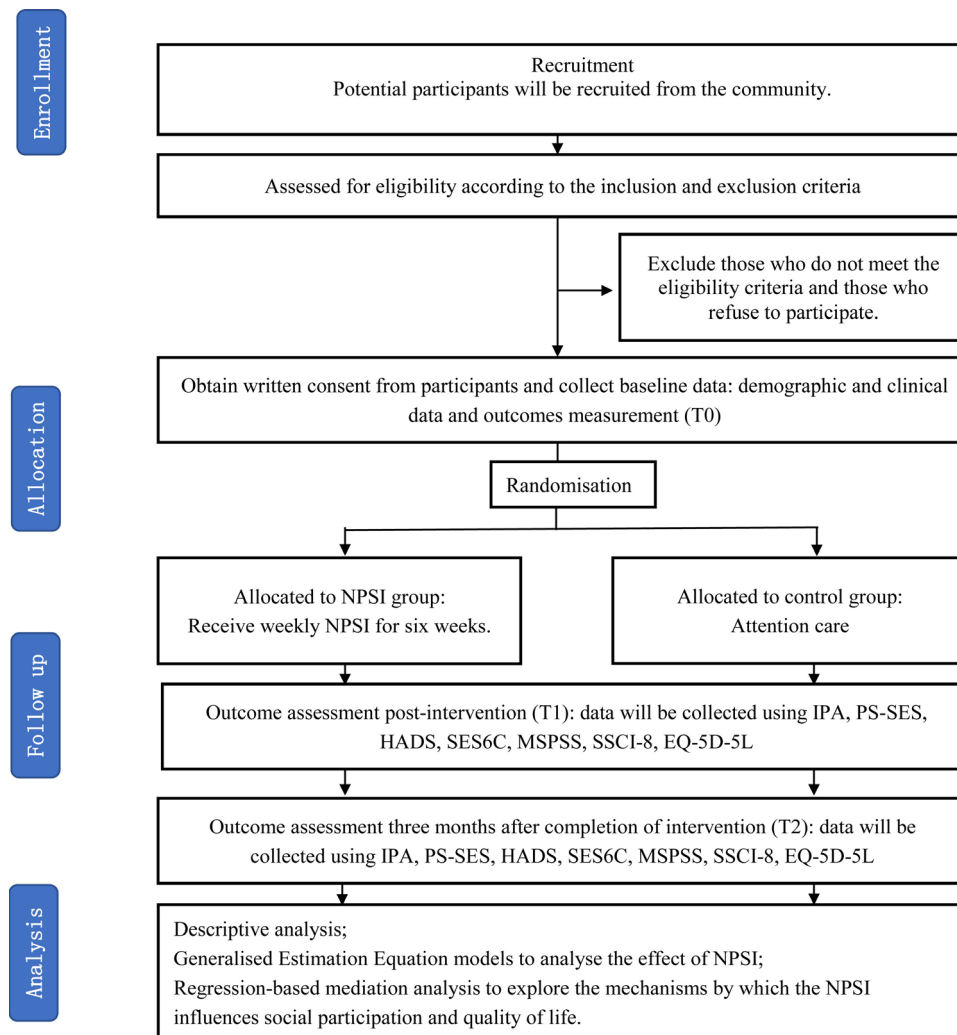 Enrollment
Recruitment
Potential participants will be recruited from the community.
Assessed for eligibility according to the inclusion and exclusion criteria
Exclude those who do not meet the
eligibility criteria and those who
refuse to participate.
Allocation
Obtain written consent from participants and collect baseline data: demographic and clinical
data and outcomes measurement (T0)
Randomisation
Allocated to NPSI group:
Receive weekly NPSI for six weeks.
Allocated to control group:
Attention care
Follow up
Outcome assessment post-intervention (T1): data will be collected using IPA, PS-SES,
HADS, SES6C, MSPSS, SSCI-8, EQ-5D-5L
Outcome assessment three months after completion of intervention (T2): data will be
collected using IPA, PS-SES, HADS, SES6C, MSPSS, SSCI-8, EQ-5D-5L
Analysis
Descriptive analysis;
Generalised Estimation Equation models to analyse the effect of NPSI;
Regression-based mediation analysis to explore the mechanisms by which the NPSI
influences social participation and quality of life.